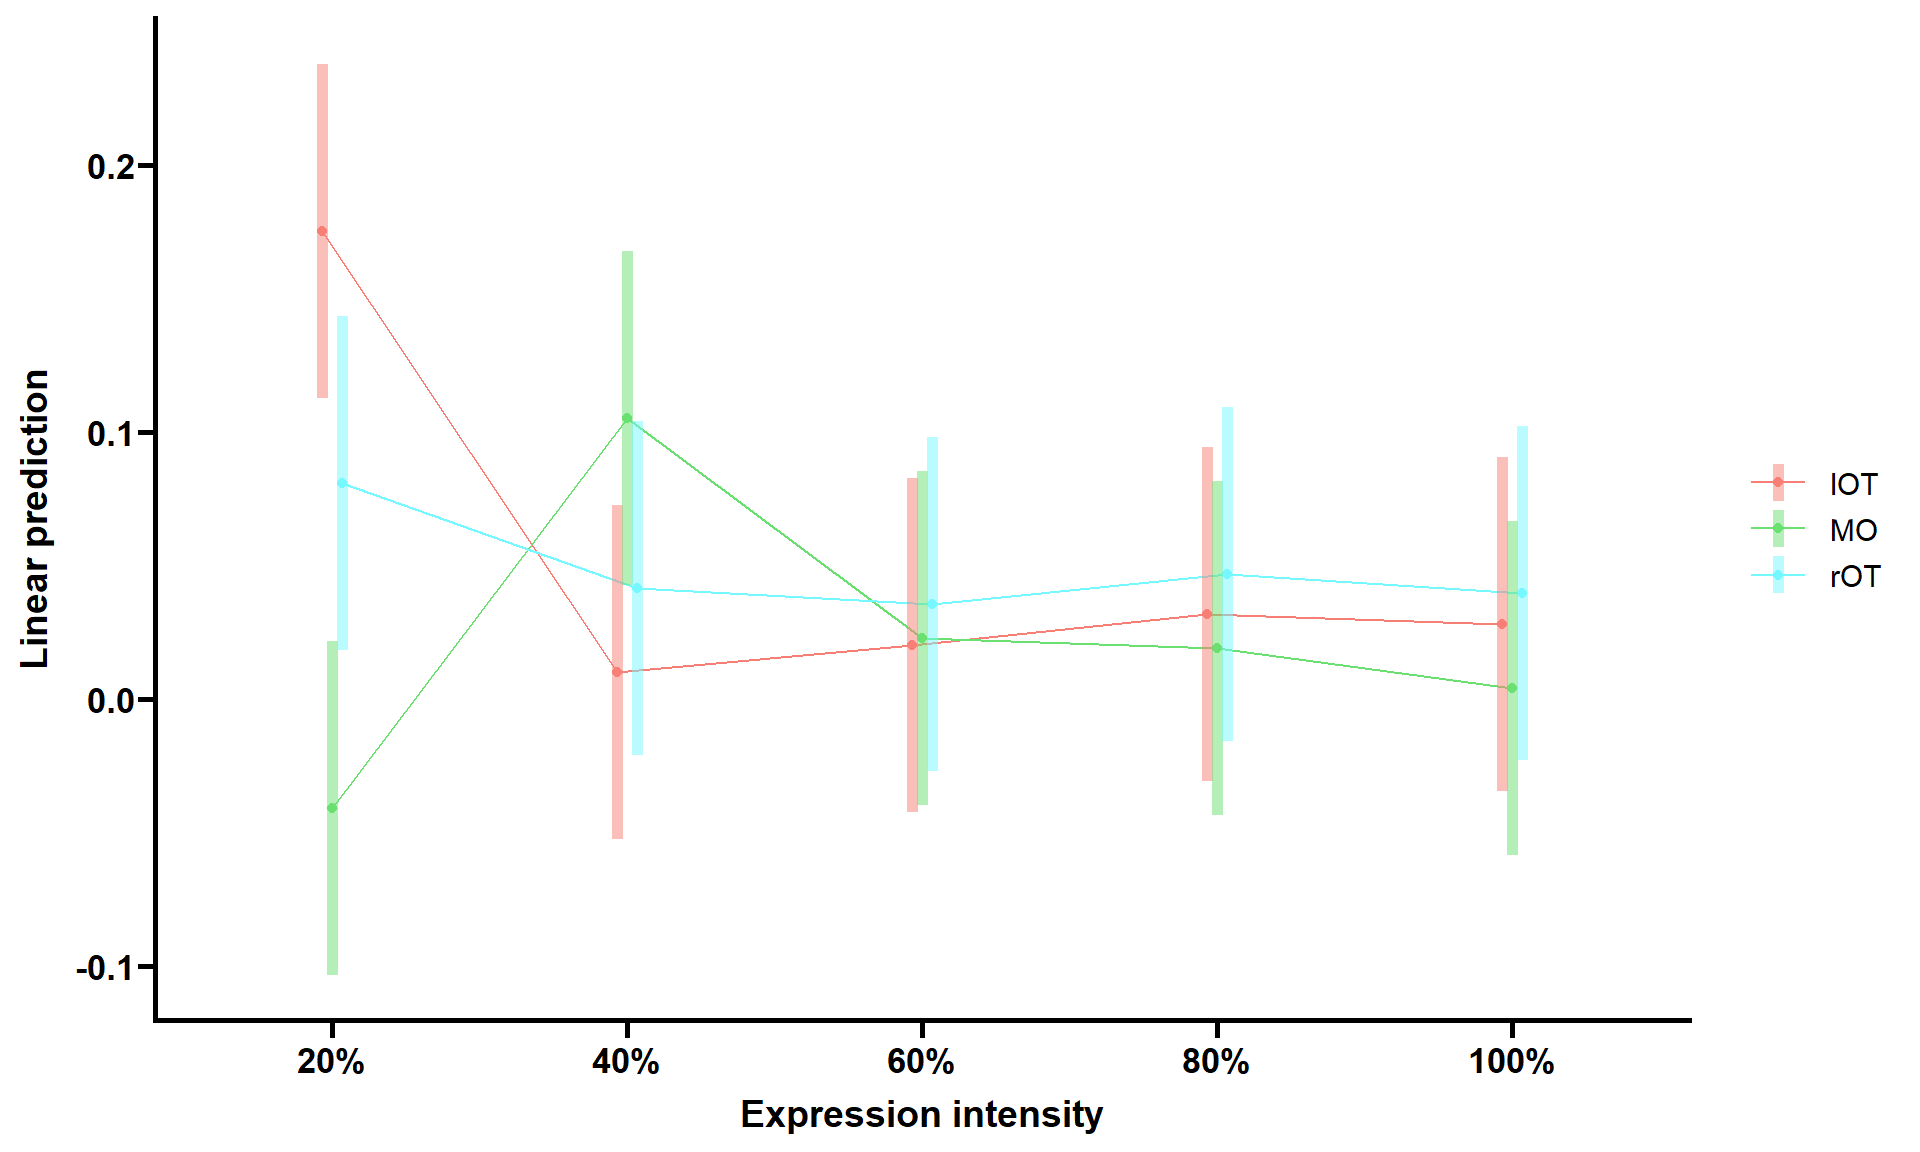 0.2
0.1
0.0
-0.1
Linear prediction
20%
40%
60%
80%
100%
Expression intensity
lOT
MO
rOT